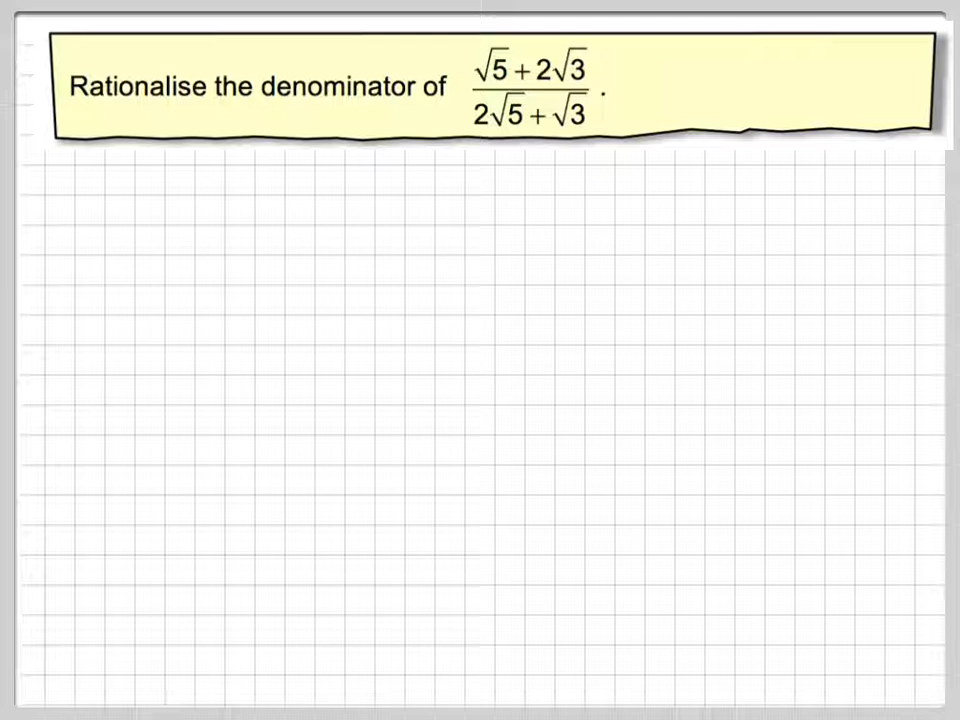 Rationalise the denominator of (√5 + 2√3)/(2√5 + √3) .